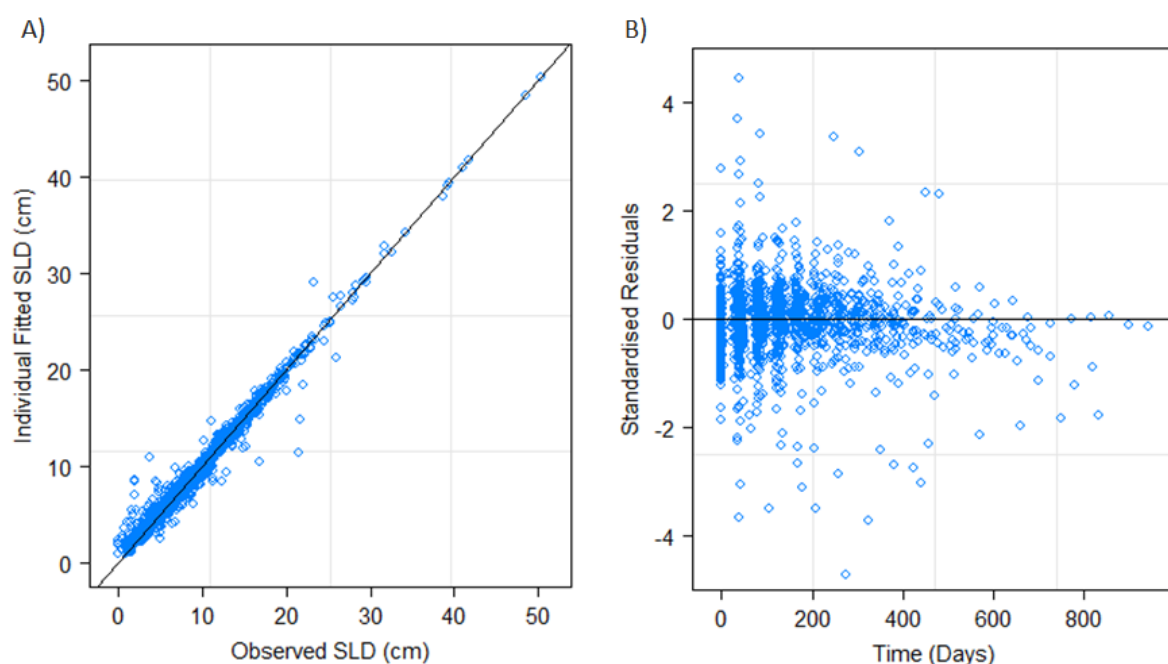 A)
50
40
30
20
10
0
Individual Fitted SLD (cm)
0 10 20 30 40 50
Observed SLD (cm)
B)
4
2
0
-2
-4
Standardised Residuals
0 200 400 600 800
Time (Days)